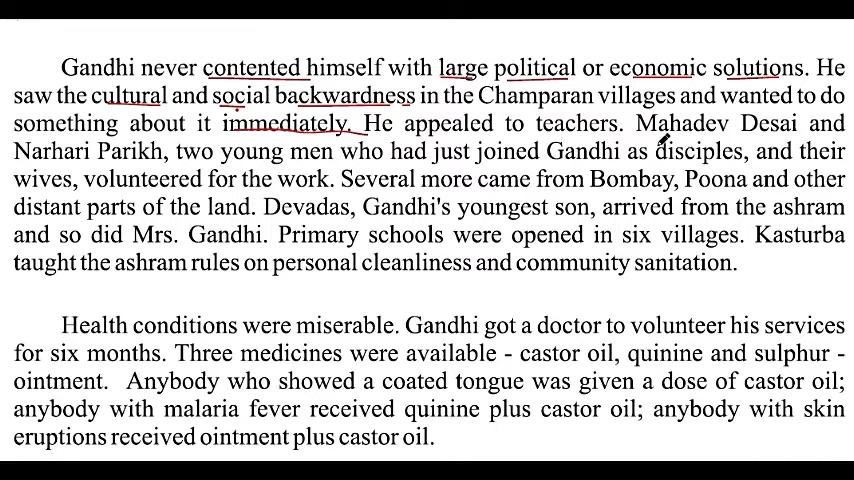 Gandhi never contented himself with large political or economic solutions. He
saw the cultural and social backwardness in the Champaran villages and wanted to do
something about it immediately. He appealed to teachers. Mahadev Desai and
Narhari Parikh, two young men who had just joined Gandhi as disciples, and their
wives, volunteered for the work. Several more came from Bombay, Poona and other
distant parts of the land. Devadas, Gandhi's youngest son, arrived from the ashram
and so did Mrs. Gandhi. Primary schools were opened in six villages. Kasturba
taught the ashram rules on personal cleanliness and community sanitation.
Health conditions were miserable. Gandhi got a doctor to volunteer his services
for six months. Three medicines were available - castor oil, quinine and sulphur -
ointment. Anybody who showed a coated tongue was given a dose of castor oil;
anybody with malaria fever received quinine plus castor oil; anybody with skin
eruptions received ointment plus castor oil.